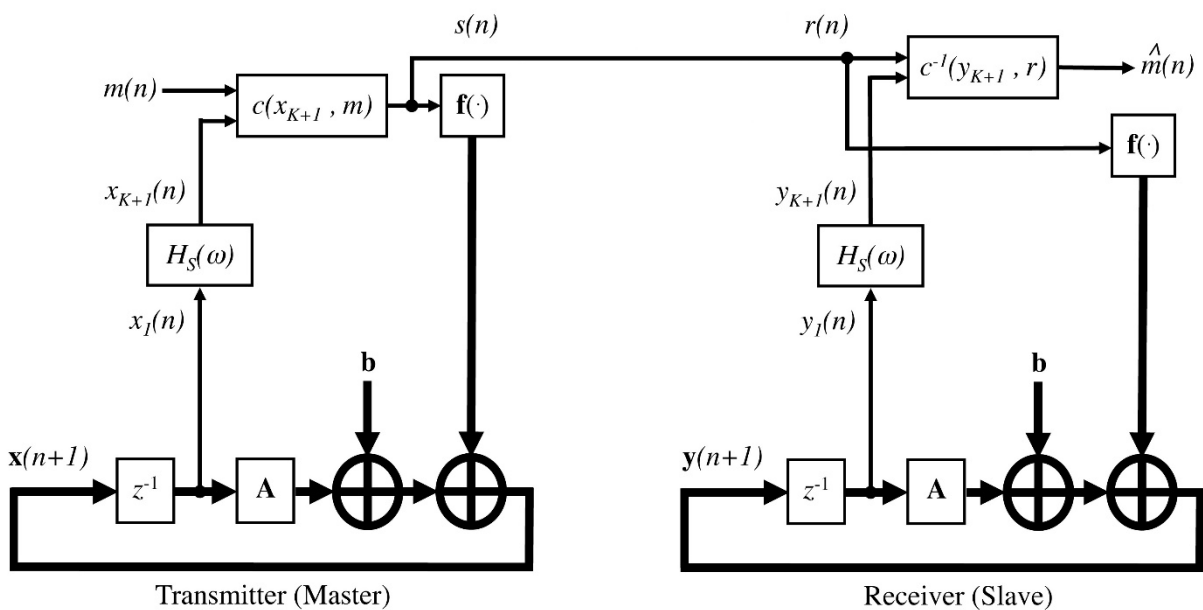 s(n)
r(n)
m(n)
c(x_{K+1} , m)
f(·)
c^{-1}(y_{K+1} , r)
m̂(n)
f(·)
x_{K+1}(n)
y_{K+1}(n)
H_S(ω)
H_S(ω)
x_1(n)
y_1(n)
b
b
x(n+1)
z^{-1}
A
y(n+1)
z^{-1}
A
Transmitter (Master)
Receiver (Slave)